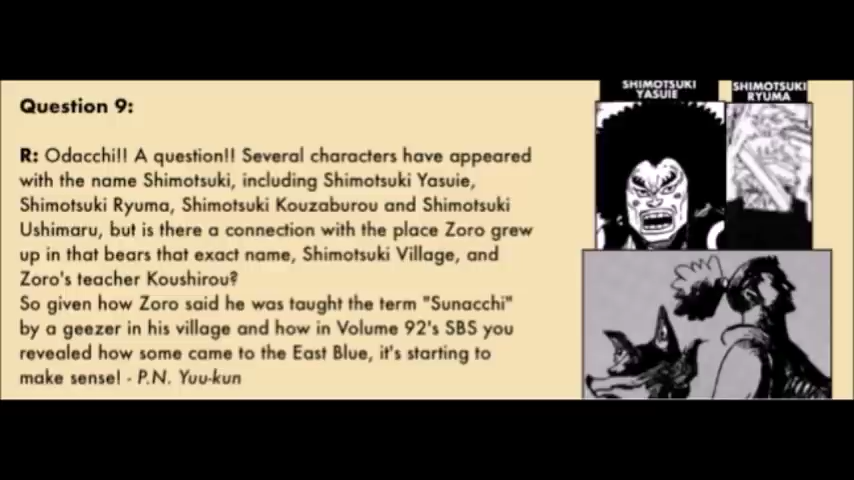 Question 9:
R: Odacchi!! A question!! Several characters have appeared
with the name Shimotsuki, including Shimotsuki Yasuie,
Shimotsuki Ryuma, Shimotsuki Kouzaburou and Shimotsuki
Ushimaru, but is there a connection with the place Zoro grew
up in that bears that exact name, Shimotsuki Village, and
Zoro's teacher Koushirou?
So given how Zoro said he was taught the term "Sunacchi"
by a geezer in his village and how in Volume 92's SBS you
revealed how some came to the East Blue, it's starting to
make sense! - P.N. Yuu-kun
SHIMOTSUKI
YASUIE
SHIMOTSUKI
RYUMA